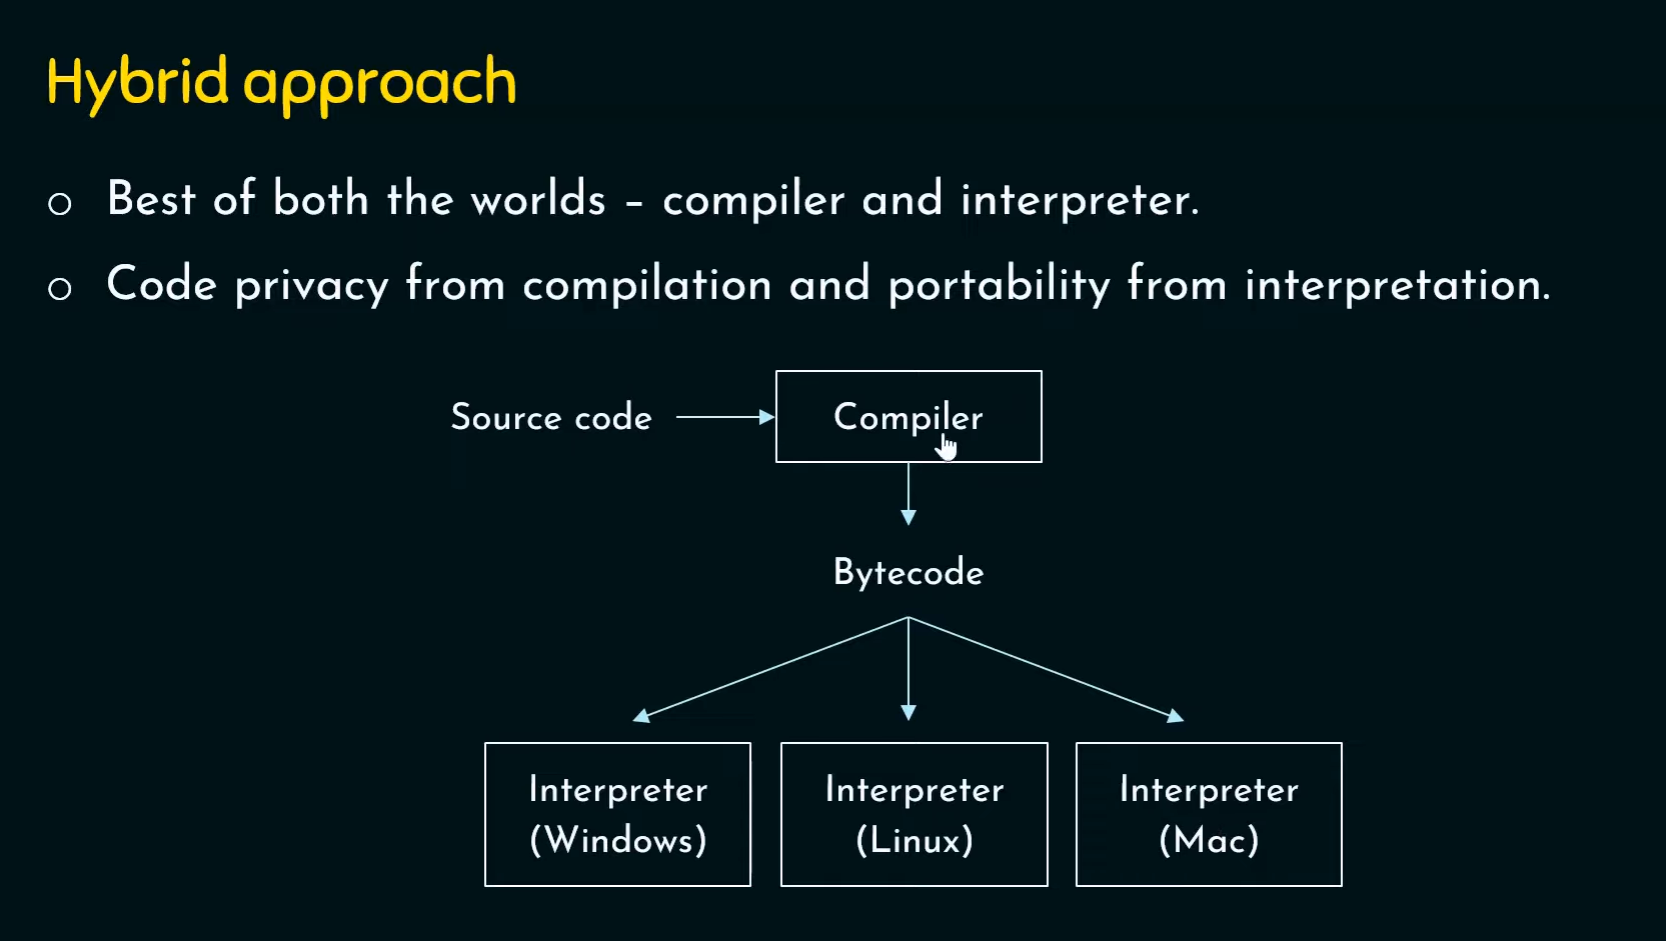 Hybrid approach
Best of both the worlds – compiler and interpreter.
Code privacy from compilation and portability from interpretation.
Source code
Compiler
Bytecode
Interpreter
(Windows)
Interpreter
(Linux)
Interpreter
(Mac)